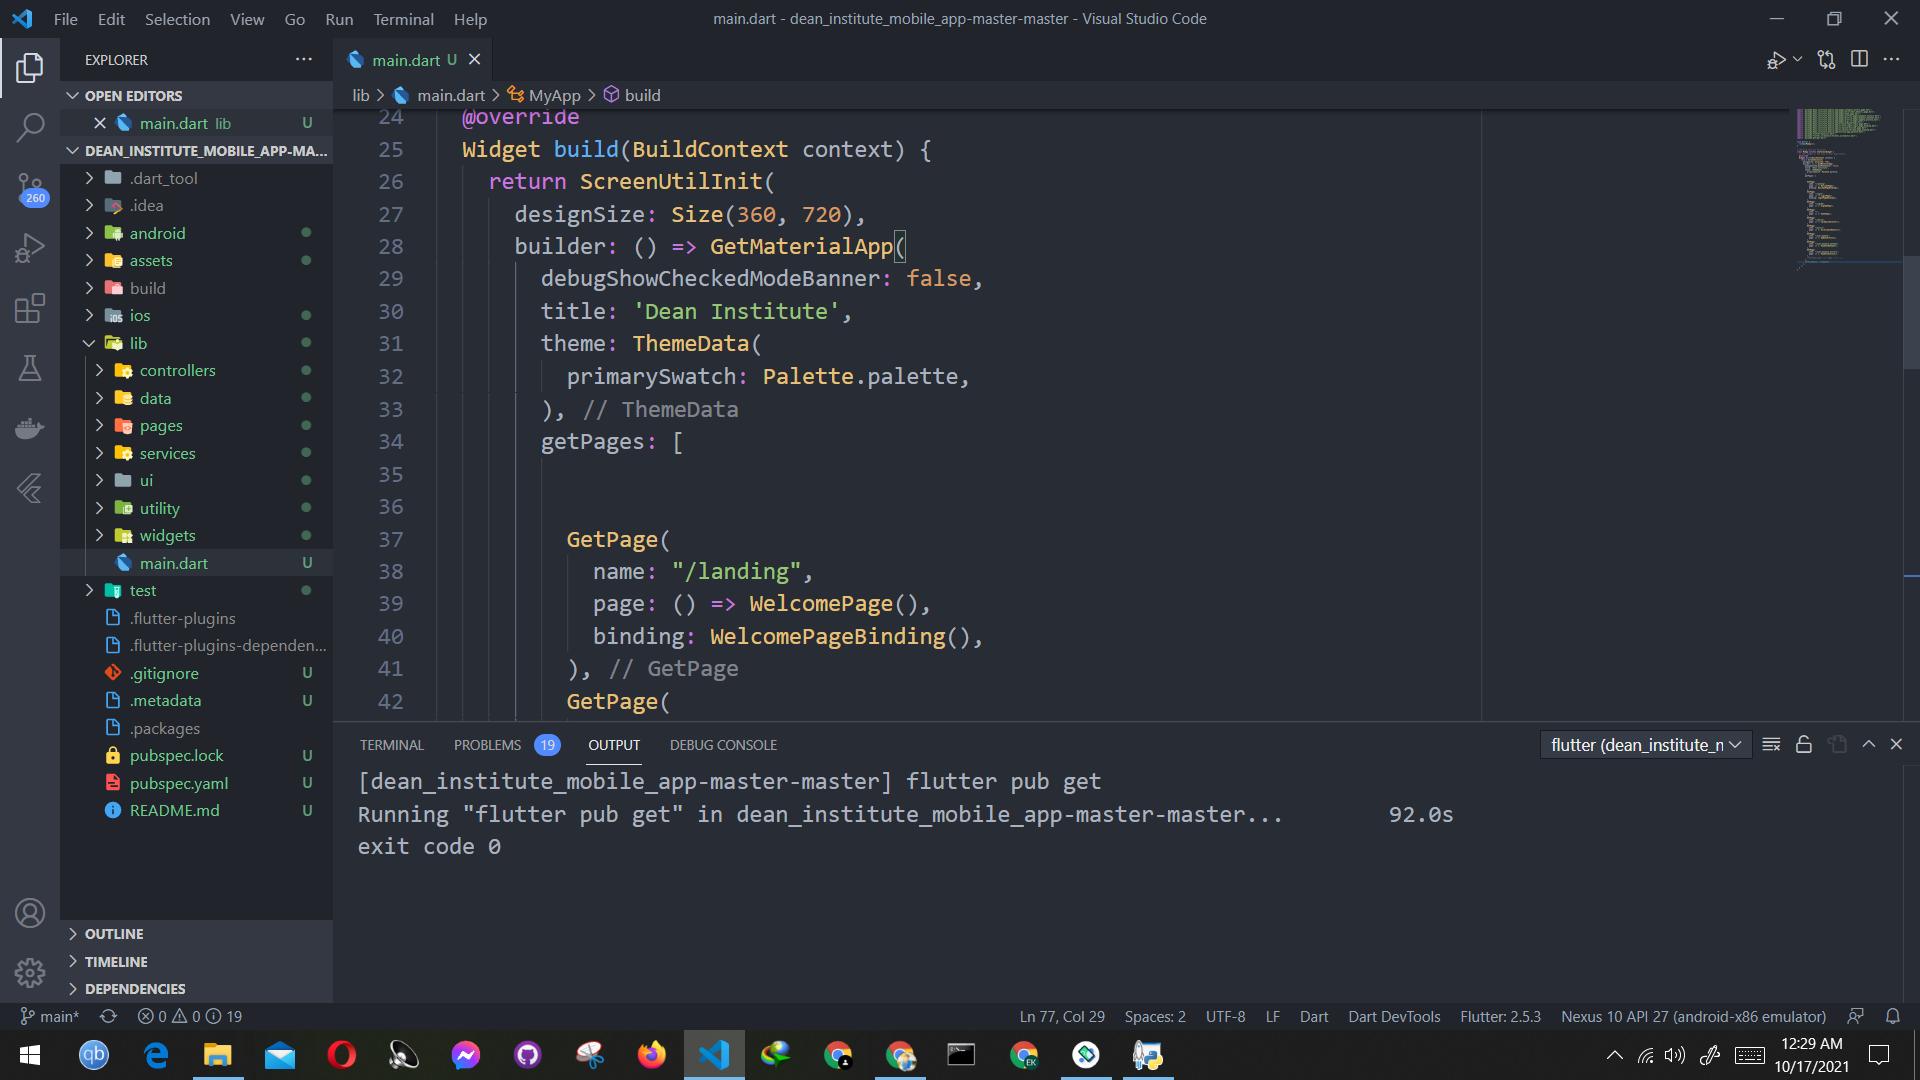 File Edit Selection View Go Run Terminal Help
main.dart - dean_institute_mobile_app-master-master - Visual Studio Code
EXPLORER
OPEN EDITORS
main.dart lib U
DEAN_INSTITUTE_MOBILE_APP-MA...
.dart_tool
.idea
android
assets
build
ios
lib
controllers
data
pages
services
ui
utility
widgets
main.dart U
test
.flutter-plugins
.flutter-plugins-dependen...
.gitignore U
.metadata U
.packages
pubspec.lock U
pubspec.yaml U
README.md U
OUTLINE
TIMELINE
DEPENDENCIES
260
main.dart U
lib > main.dart > MyApp > build
24 @override
25 Widget build(BuildContext context) {
26 return ScreenUtilInit(
27 designSize: Size(360, 720),
28 builder: () => GetMaterialApp(
29 debugShowCheckedModeBanner: false,
30 title: 'Dean Institute',
31 theme: ThemeData(
32 primarySwatch: Palette.palette,
33 ), // ThemeData
34 getPages: [
35
36
37 GetPage(
38 name: "/landing",
39 page: () => WelcomePage(),
40 binding: WelcomePageBinding(),
41 ), // GetPage
42 GetPage(
TERMINAL PROBLEMS 19 OUTPUT DEBUG CONSOLE
flutter (dean_institute_m
[dean_institute_mobile_app-master-master] flutter pub get
Running "flutter pub get" in dean_institute_mobile_app-master-master... 92.0s
exit code 0
main* 0 0 19
Ln 77, Col 29 Spaces: 2 UTF-8 LF Dart Dart DevTools Flutter: 2.5.3 Nexus 10 API 27 (android-x86 emulator)
qb
EK
12:29 AM
10/17/2021